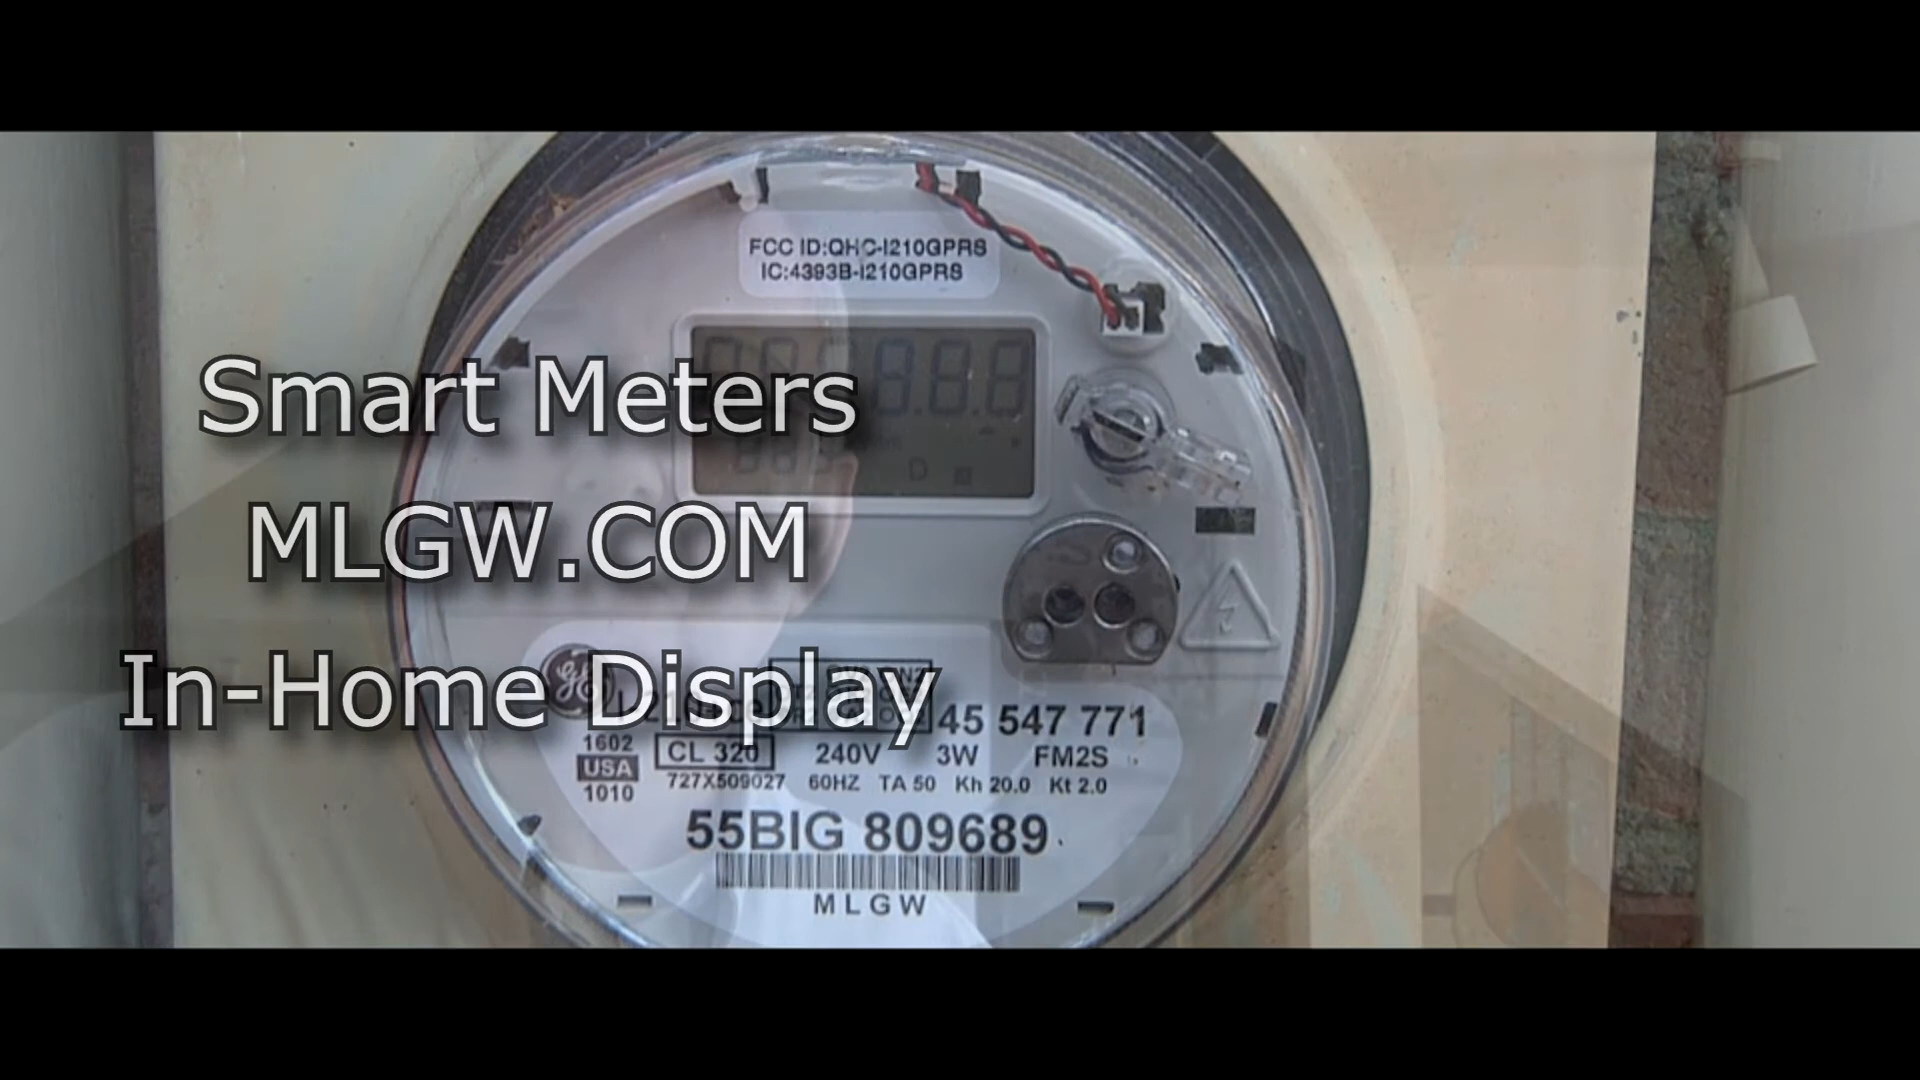 FCC ID:QHC-I210GPRS
IC:4393B-I210GPRS
Smart Meters
MLGW.COM
In-Home Display
45 547 771
1602
USA
1010
CL 320 240V 3W FM2S
727X509027 60HZ TA 50 Kh 20.0 Kt 2.0
55BIG 809689
MLGW